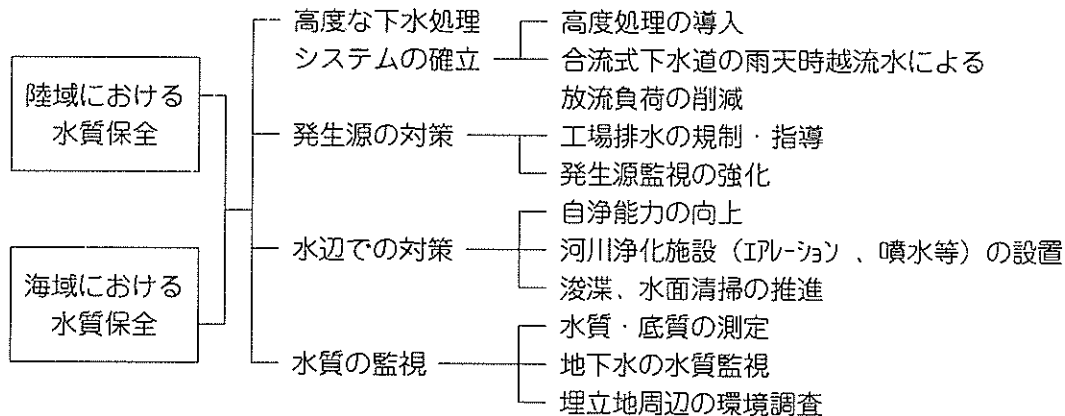 陸域における
水質保全
海域における
水質保全
高度な下水処理
システムの確立
高度処理の導入
合流式下水道の雨天時越流水による
放流負荷の削減
発生源の対策
工場排水の規制・指導
発生源監視の強化
水辺での対策
自浄能力の向上
河川浄化施設（ｴｱﾚｰｼｮﾝ 、噴水等）の設置
浚渫、水面清掃の推進
水質の監視
水質・底質の測定
地下水の水質監視
埋立地周辺の環境調査